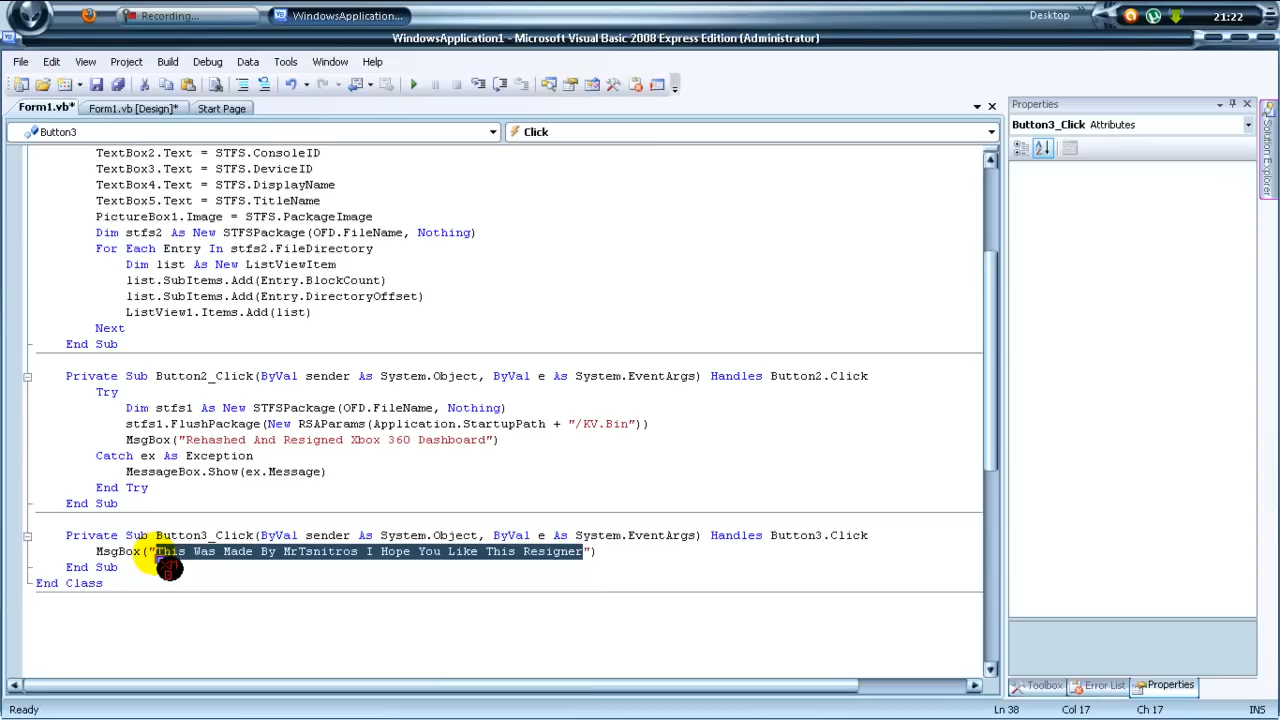 Recording...
WindowsApplication...
Desktop
21:22
WindowsApplication1 - Microsoft Visual Basic 2008 Express Edition (Administrator)
File Edit View Project Build Debug Data Tools Window Help
Form1.vb* Form1.vb [Design]* Start Page
Properties
Button3
Click
Button3_Click Attributes
Solution Explorer
TextBox2.Text = STFS.ConsoleID
TextBox3.Text = STFS.DeviceID
TextBox4.Text = STFS.DisplayName
TextBox5.Text = STFS.TitleName
PictureBox1.Image = STFS.PackageImage
Dim stfs2 As New STFSPackage(OFD.FileName, Nothing)
For Each Entry In stfs2.FileDirectory
Dim list As New ListViewItem
list.SubItems.Add(Entry.BlockCount)
list.SubItems.Add(Entry.DirectoryOffset)
ListView1.Items.Add(list)
Next
End Sub
Private Sub Button2_Click(ByVal sender As System.Object, ByVal e As System.EventArgs) Handles Button2.Click
Try
Dim stfs1 As New STFSPackage(OFD.FileName, Nothing)
stfs1.FlushPackage(New RSAParams(Application.StartupPath + "/KV.Bin"))
MsgBox("Rehashed And Resigned Xbox 360 Dashboard")
Catch ex As Exception
MessageBox.Show(ex.Message)
End Try
End Sub
Private Sub Button3_Click(ByVal sender As System.Object, ByVal e As System.EventArgs) Handles Button3.Click
MsgBox("This Was Made By MrTsnitros I Hope You Like This Resigner")
End Sub
End Class
Toolbox Error List Properties
Ready
Ln 38 Col 17 Ch 17 INS